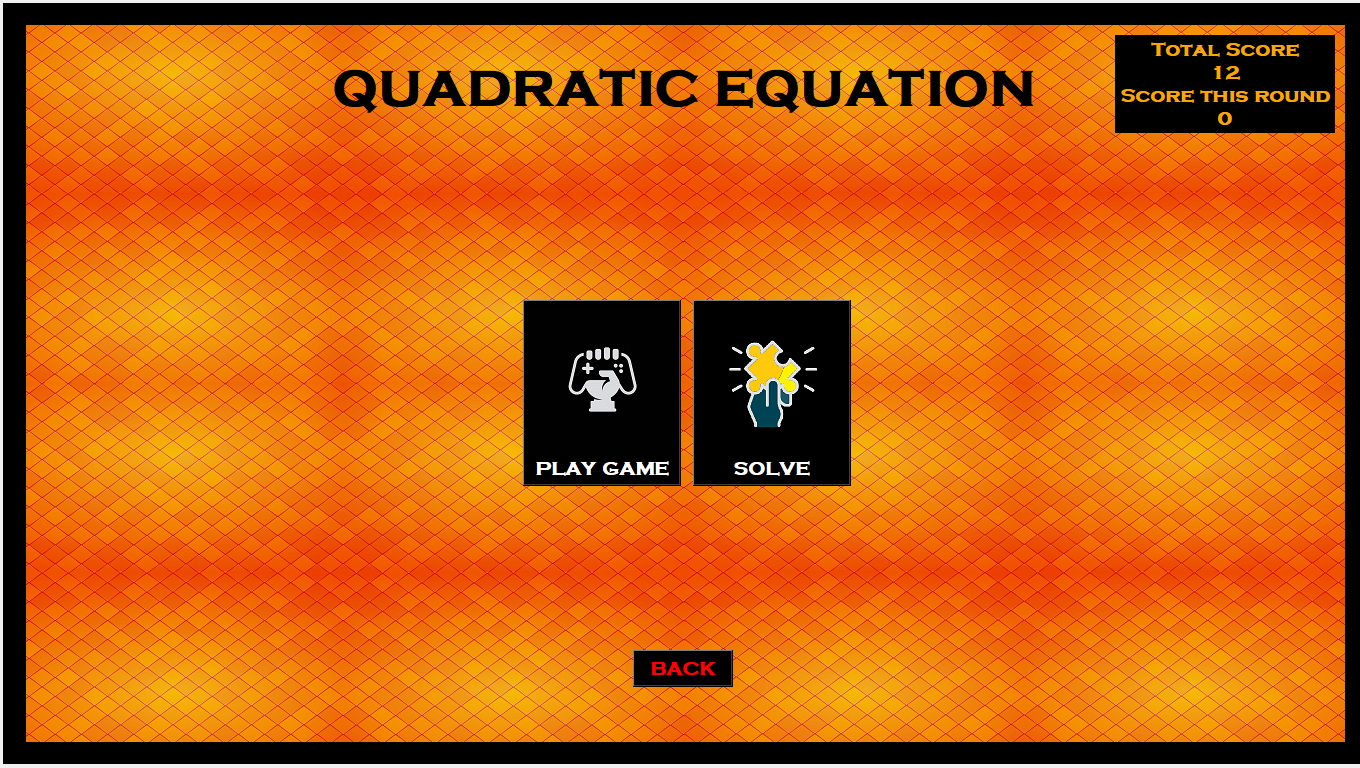 QUADRATIC EQUATION
TOTAL SCORE
12
SCORE THIS ROUND
0
PLAY GAME
SOLVE
BACK